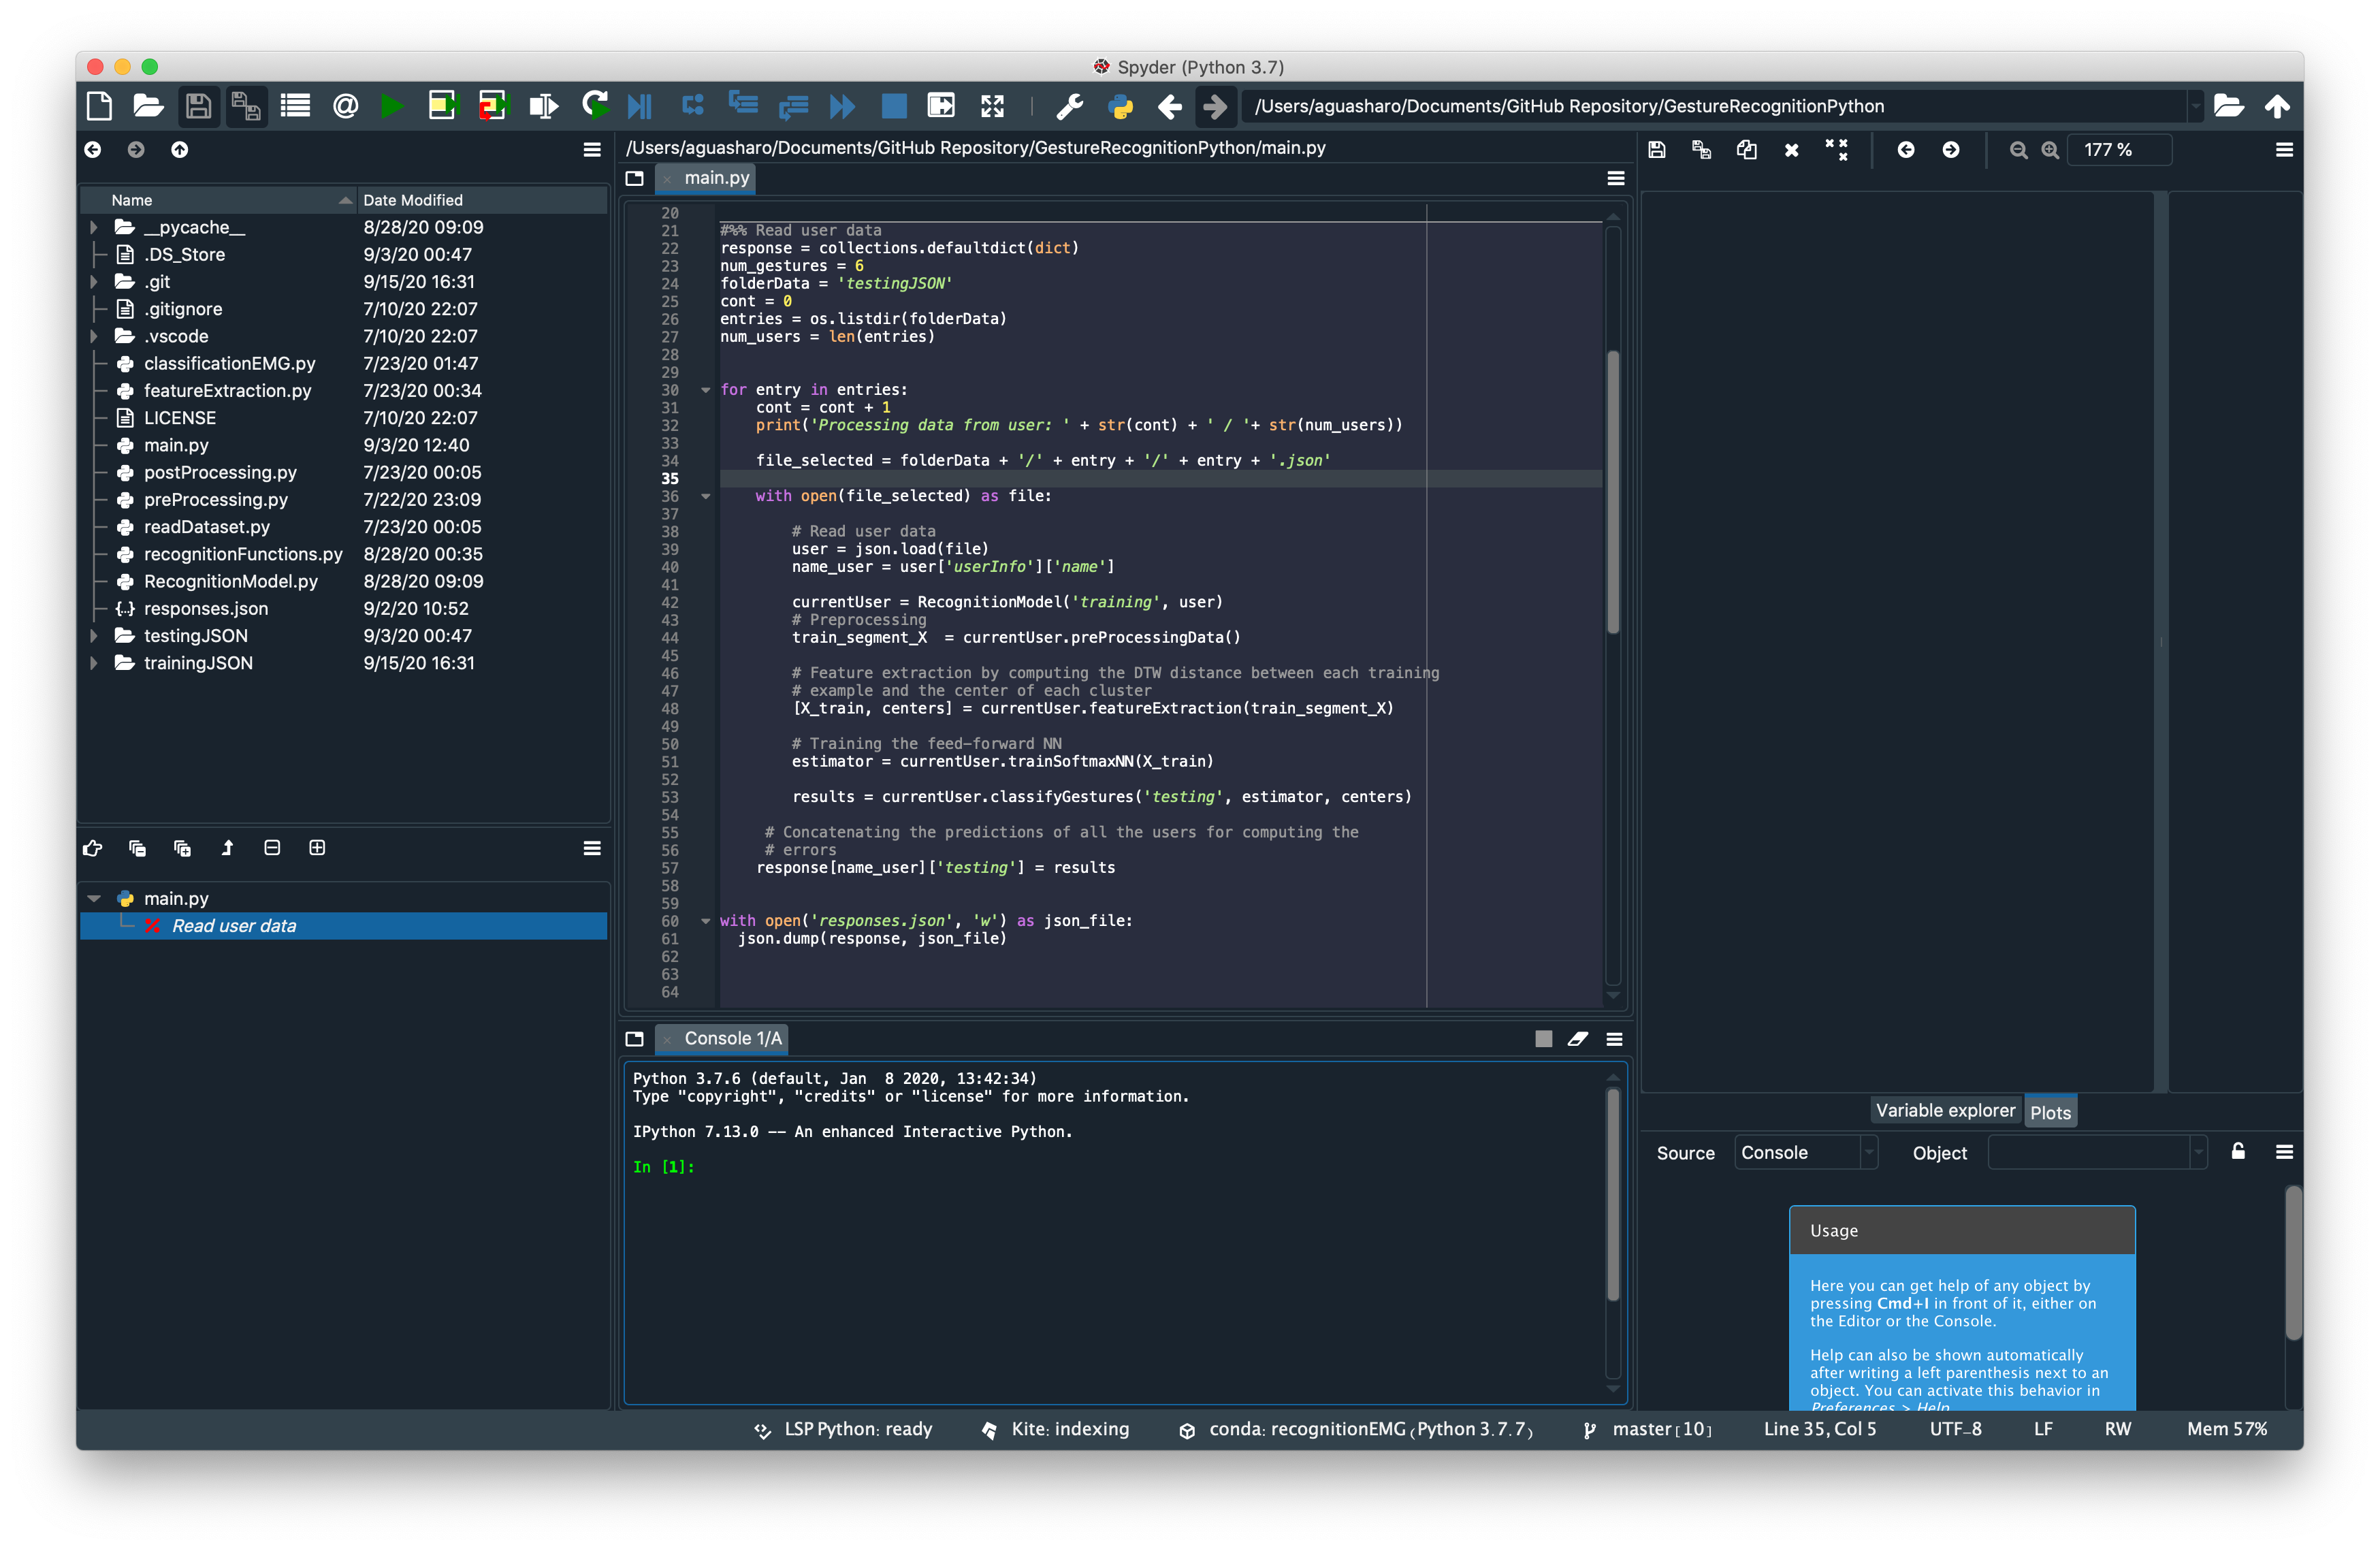 Spyder (Python 3.7)
/Users/aguasharo/Documents/GitHub Repository/GestureRecognitionPython
Name Date Modified
__pycache__ 8/28/20 09:09
.DS_Store 9/3/20 00:47
.git 9/15/20 16:31
.gitignore 7/10/20 22:07
.vscode 7/10/20 22:07
classificationEMG.py 7/23/20 01:47
featureExtraction.py 7/23/20 00:34
LICENSE 7/10/20 22:07
main.py 9/3/20 12:40
postProcessing.py 7/23/20 00:05
preProcessing.py 7/22/20 23:09
readDataset.py 7/23/20 00:05
recognitionFunctions.py 8/28/20 00:35
RecognitionModel.py 8/28/20 09:09
responses.json 9/2/20 10:52
testingJSON 9/3/20 00:47
trainingJSON 9/15/20 16:31
main.py
Read user data
/Users/aguasharo/Documents/GitHub Repository/GestureRecognitionPython/main.py
main.py
20
21 #%% Read user data
22 response = collections.defaultdict(dict)
23 num_gestures = 6
24 folderData = 'testingJSON'
25 cont = 0
26 entries = os.listdir(folderData)
27 num_users = len(entries)
28
29
30 for entry in entries:
31 cont = cont + 1
32 print('Processing data from user: ' + str(cont) + ' / '+ str(num_users))
33
34 file_selected = folderData + '/' + entry + '/' + entry + '.json'
35
36 with open(file_selected) as file:
37
38 # Read user data
39 user = json.load(file)
40 name_user = user['userInfo']['name']
41
42 currentUser = RecognitionModel('training', user)
43 # Preprocessing
44 train_segment_X  = currentUser.preProcessingData()
45
46 # Feature extraction by computing the DTW distance between each training
47 # example and the center of each cluster
48 [X_train, centers] = currentUser.featureExtraction(train_segment_X)
49
50 # Training the feed-forward NN
51 estimator = currentUser.trainSoftmaxNN(X_train)
52
53 results = currentUser.classifyGestures('testing', estimator, centers)
54
55 # Concatenating the predictions of all the users for computing the
56 # errors
57 response[name_user]['testing'] = results
58
59
60 with open('responses.json', 'w') as json_file:
61 json.dump(response, json_file)
62
63
64
Console 1/A
Python 3.7.6 (default, Jan  8 2020, 13:42:34)
Type "copyright", "credits" or "license" for more information.
IPython 7.13.0 -- An enhanced Interactive Python.
In [1]:
177 %
Variable explorer Plots
Source Console Object
Usage
Here you can get help of any object by
pressing Cmd+I in front of it, either on
the Editor or the Console.
Help can also be shown automatically
after writing a left parenthesis next to an
object. You can activate this behavior in
Preferences > Help
LSP Python: ready Kite: indexing conda: recognitionEMG (Python 3.7.7) master [10] Line 35, Col 5 UTF-8 LF RW Mem 57%